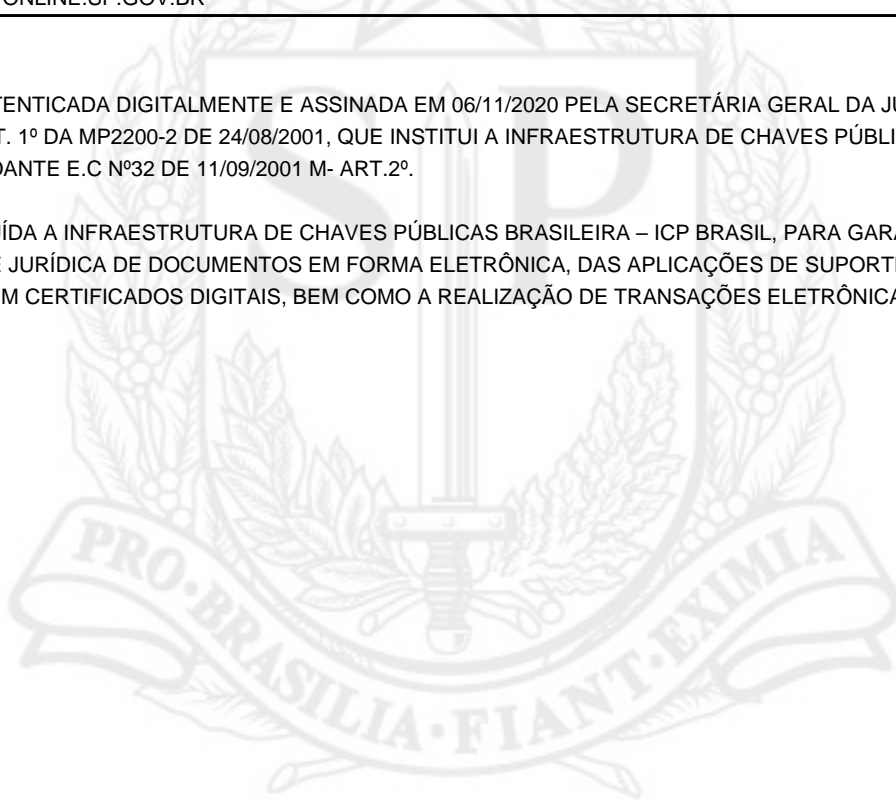 ONLINE.SP.GOV.BR
TENTICADA DIGITALMENTE E ASSINADA EM 06/11/2020 PELA SECRETÁRIA GERAL DA JU
T. 1º DA MP2200-2 DE 24/08/2001, QUE INSTITUI A INFRAESTRUTURA DE CHAVES PÚBLI
DANTE E.C Nº32 DE 11/09/2001 M- ART.2º.
ÍDA A INFRAESTRUTURA DE CHAVES PÚBLICAS BRASILEIRA – ICP BRASIL, PARA GARA
E JURÍDICA DE DOCUMENTOS EM FORMA ELETRÔNICA, DAS APLICAÇÕES DE SUPORTE
M CERTIFICADOS DIGITAIS, BEM COMO A REALIZAÇÃO DE TRANSAÇÕES ELETRÔNICA
SP
PRO·BRASILIA·FIANT·EXIMIA